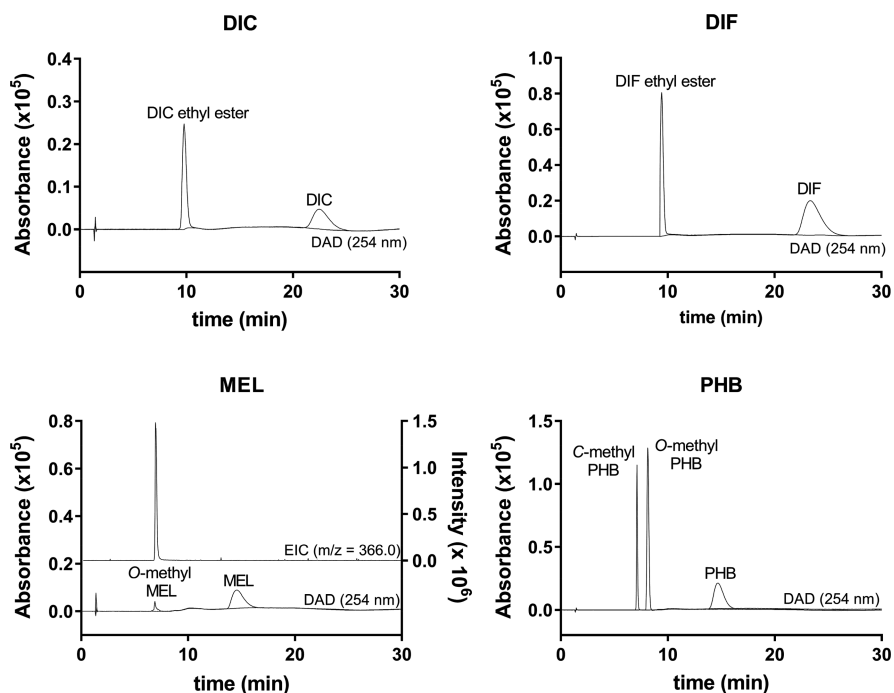 DIC
Absorbance (x10⁵)
0.4
0.3
0.2
0.1
0.0
DIC ethyl ester
DIC
DAD (254 nm)
0 10 20 30
time (min)
DIF
Absorbance (x10⁵)
1.0
0.8
0.6
0.4
0.2
0.0
DIF ethyl ester
DIF
DAD (254 nm)
0 10 20 30
time (min)
MEL
Absorbance (x10⁵)
0.8
0.6
0.4
0.2
0.0
1.5
1.0
0.5
0.0
Intensity (x 10⁶)
EIC (m/z = 366.0)
O-methyl
MEL
MEL
DAD (254 nm)
0 10 20 30
time (min)
PHB
Absorbance (x10⁵)
1.5
1.0
0.5
0.0
C-methyl
PHB
O-methyl
PHB
PHB
DAD (254 nm)
0 10 20 30
time (min)